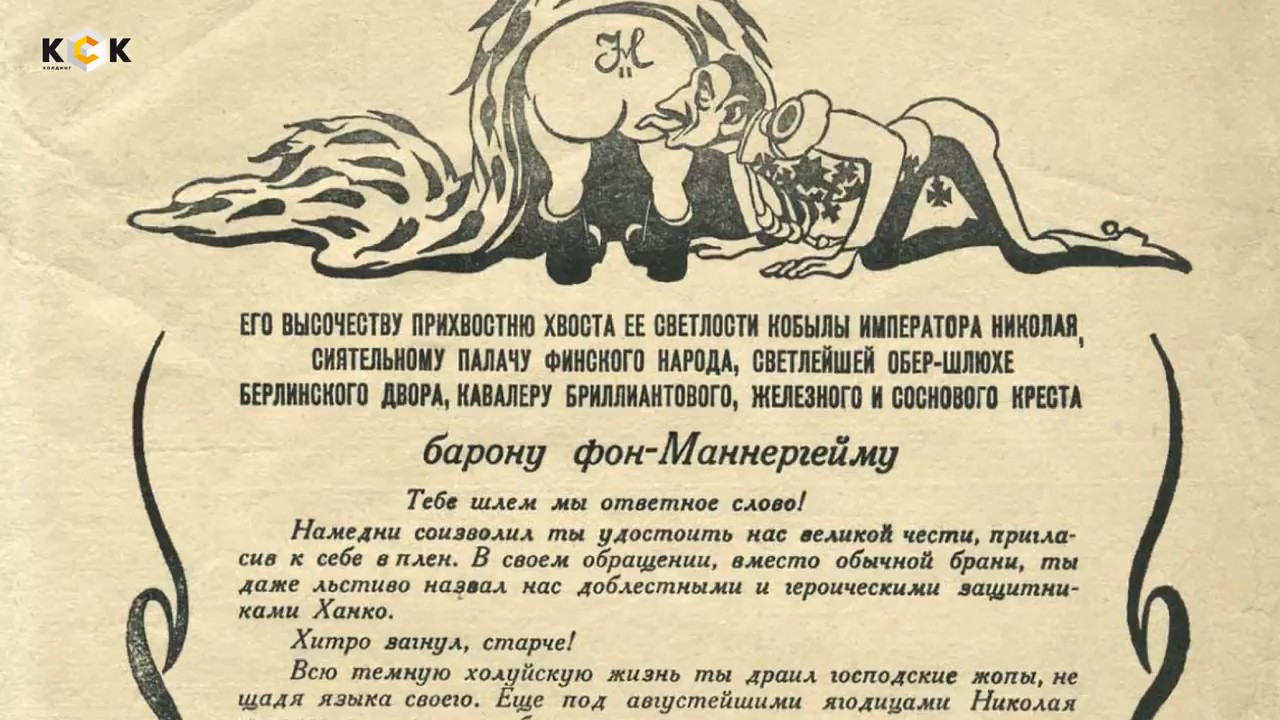 КСК
ХОЛДИНГ
Н
II
ЕГО ВЫСОЧЕСТВУ ПРИХВОСТНЮ ХВОСТА ЕЕ СВЕТЛОСТИ КОБЫЛЫ ИМПЕРАТОРА НИКОЛАЯ,
СИЯТЕЛЬНОМУ ПАЛАЧУ ФИНСКОГО НАРОДА, СВЕТЛЕЙШЕЙ ОБЕР-ШЛЮХЕ
БЕРЛИНСКОГО ДВОРА, КАВАЛЕРУ БРИЛЛИАНТОВОГО, ЖЕЛЕЗНОГО И СОСНОВОГО КРЕСТА
барону фон-Маннергейму
Тебе шлем мы ответное слово!
Намедни соизволил ты удостоить нас великой чести, пригла-
сив к себе в плен. В своем обращении, вместо обычной брани, ты
даже льстиво назвал нас доблестными и героическими защитни-
ками Ханко.
Хитро загнул, старче!
Всю темную холуйскую жизнь ты драил господские жопы, не
щадя языка своего. Еще под августейшими ягодицами Николая